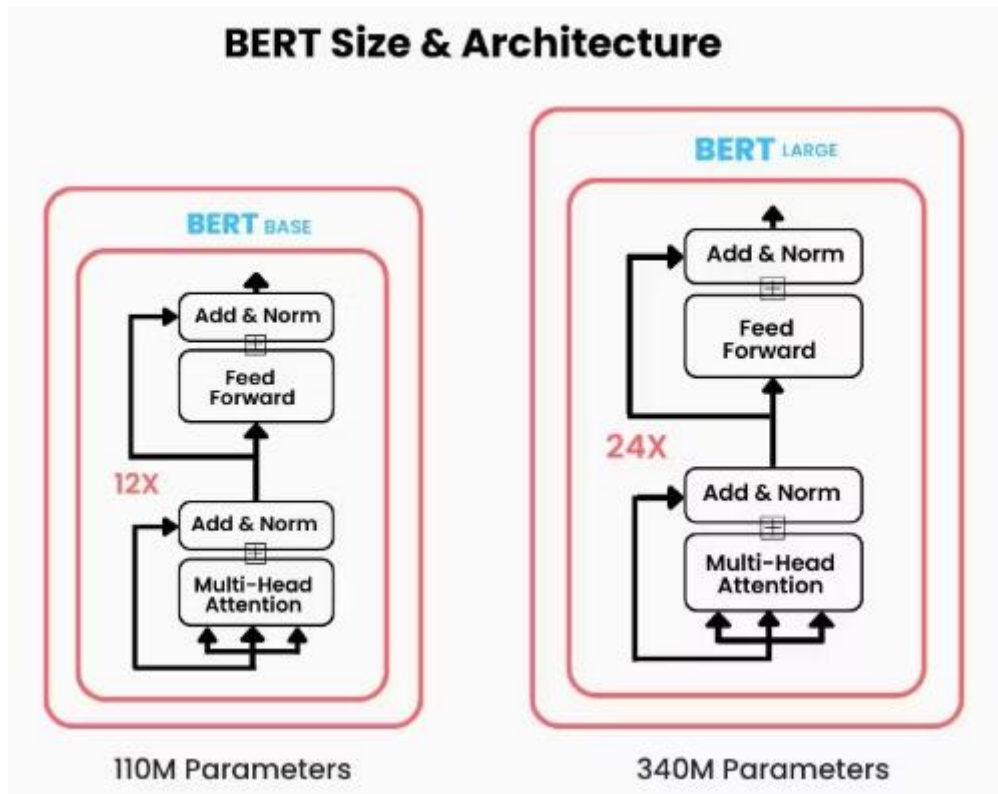 BERT Size & Architecture
BERT BASE
Add & Norm
Feed
Forward
12X
Add & Norm
Multi-Head
Attention
110M Parameters
BERT LARGE
Add & Norm
Feed
Forward
24X
Add & Norm
Multi-Head
Attention
340M Parameters